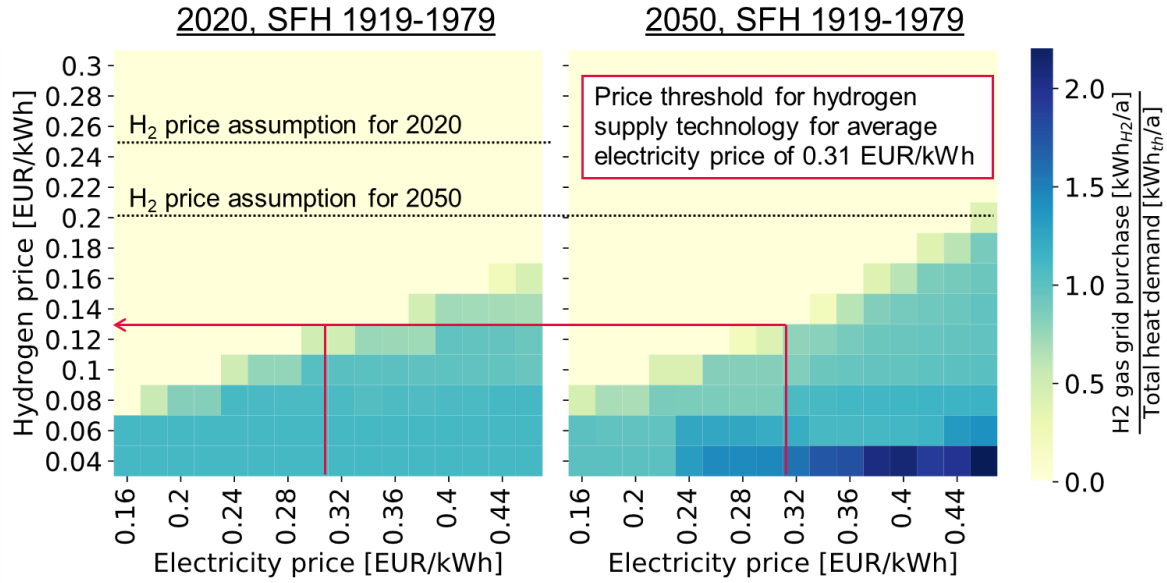 2020, SFH 1919-1979
2050, SFH 1919-1979
Hydrogen price [EUR/kWh]
0.3
0.28
0.26
0.24
0.22
0.2
0.18
0.16
0.14
0.12
0.1
0.08
0.06
0.04
H2 price assumption for 2020
H2 price assumption for 2050
Price threshold for hydrogen
supply technology for average
electricity price of 0.31 EUR/kWh
0.16
0.2
0.24
0.28
0.32
0.36
0.4
0.44
Electricity price [EUR/kWh]
0.16
0.2
0.24
0.28
0.32
0.36
0.4
0.44
Electricity price [EUR/kWh]
2.0
1.5
1.0
0.5
0.0
H2 gas grid purchase [kWhH2/a]
Total heat demand [kWhth/a]